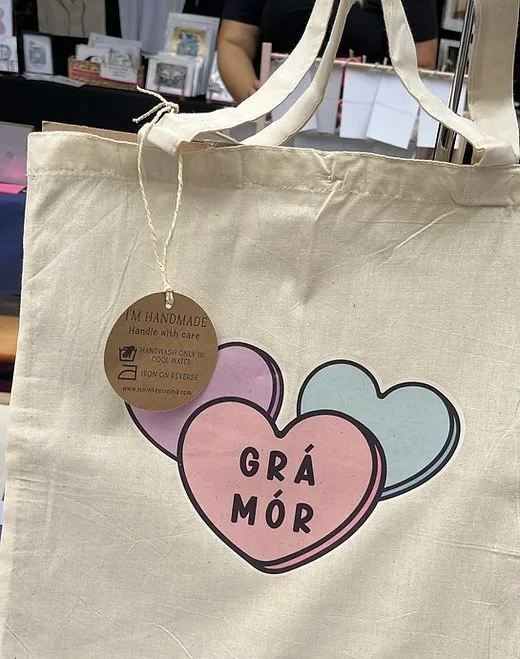 I'M HANDMADE
Handle with care
HANDWASH ONLY IN
COOL WATER
IRON ON REVERSE
GRÁ
MÓR